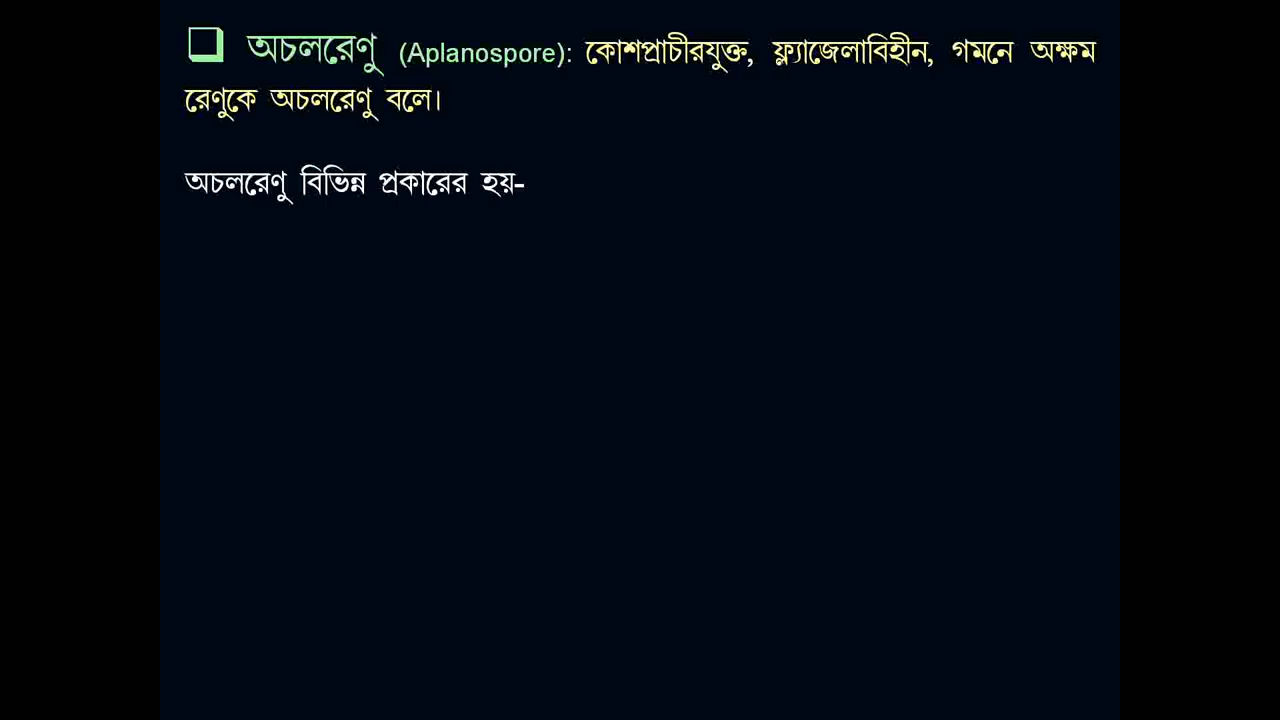 ❑ অচলরেণু (Aplanospore): কোশপ্রাচীরযুক্ত, ফ্ল্যাজেলাবিহীন, গমনে অক্ষম
রেণুকে অচলরেণু বলে।
অচলরেণু বিভিন্ন প্রকারের হয়-